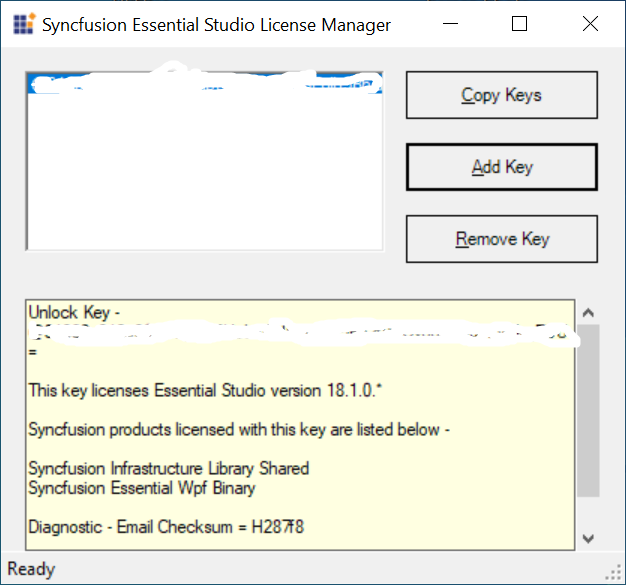 Syncfusion Essential Studio License Manager
Copy Keys
Add Key
Remove Key
Unlock Key -
=
This key licenses Essential Studio version 18.1.0.*
Syncfusion products licensed with this key are listed below -
Syncfusion Infrastructure Library Shared
Syncfusion Essential Wpf Binary
Diagnostic - Email Checksum = H287f8
Ready